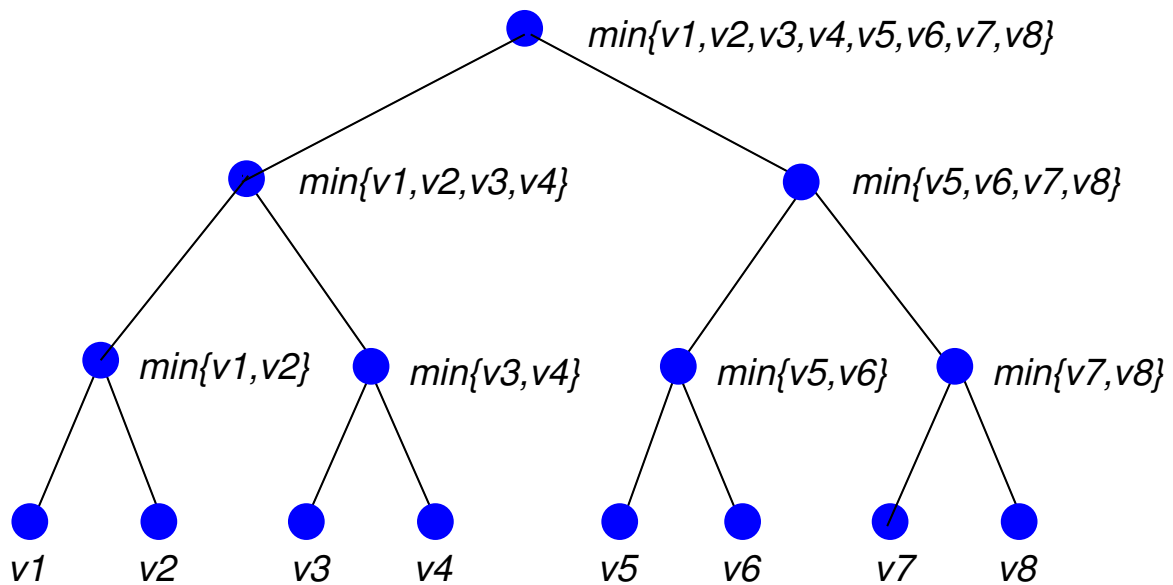 min{v1,v2,v3,v4,v5,v6,v7,v8}
min{v1,v2,v3,v4}
min{v5,v6,v7,v8}
min{v1,v2}
min{v3,v4}
min{v5,v6}
min{v7,v8}
v1
v2
v3
v4
v5
v6
v7
v8